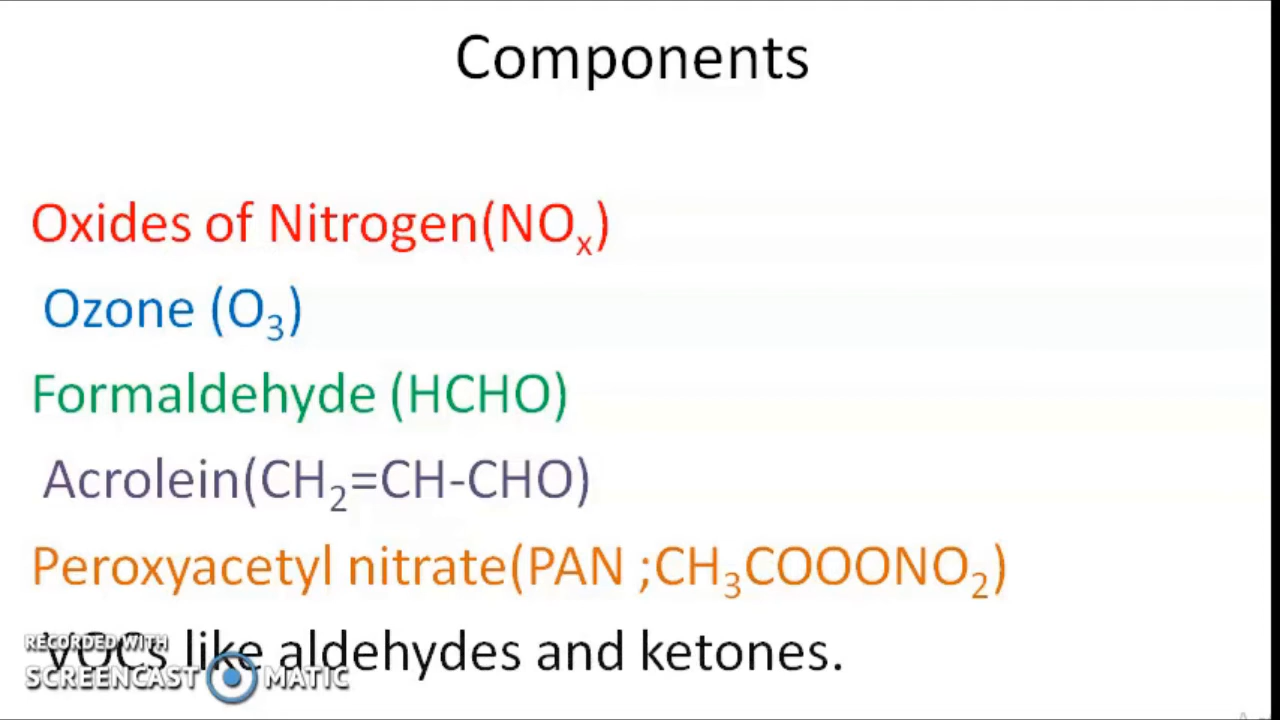 Components
Oxides of Nitrogen(NOₓ)
Ozone (O₃)
Formaldehyde (HCHO)
Acrolein(CH₂=CH-CHO)
Peroxyacetyl nitrate(PAN ;CH₃COOONO₂)
VOCs like aldehydes and ketones.
RECORDED WITH
SCREENCAST MATIC